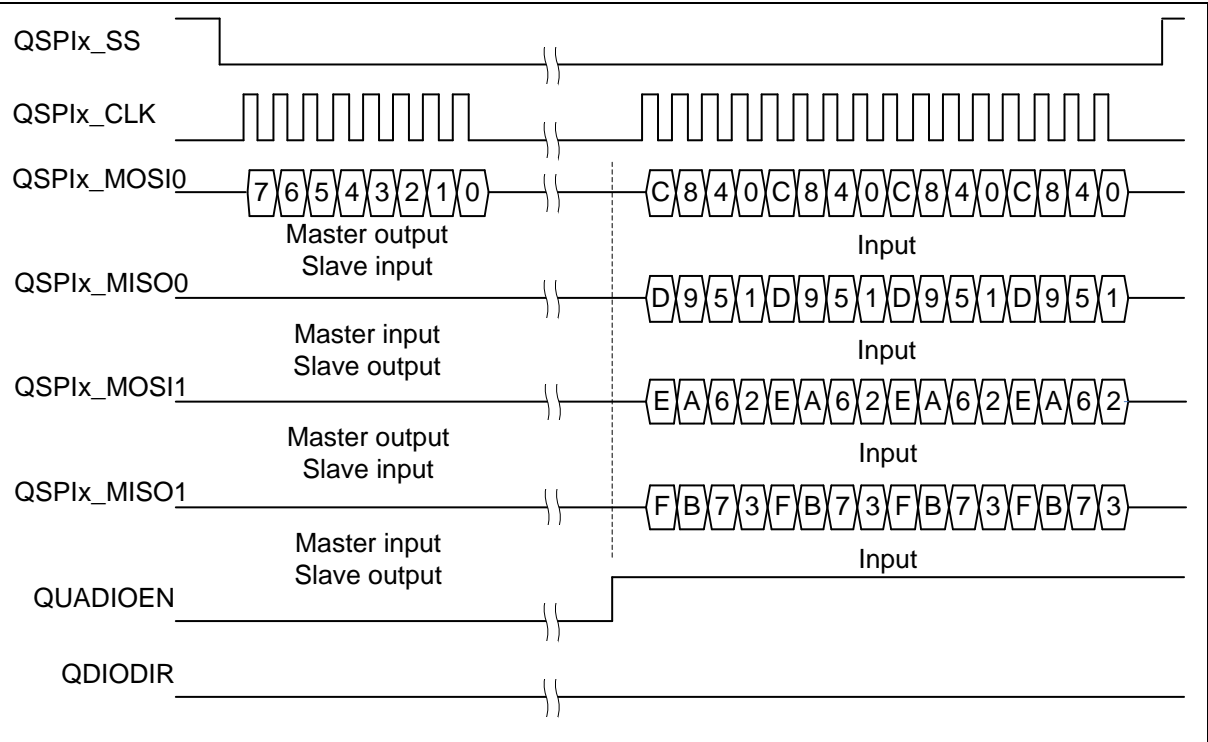 QSPIx_SS
QSPIx_CLK
QSPIx_MOSI0
7 6 5 4 3 2 1 0
C 8 4 0 C 8 4 0 C 8 4 0 C 8 4 0
Master output
Slave input
Input
QSPIx_MISO0
D 9 5 1 D 9 5 1 D 9 5 1 D 9 5 1
Master input
Slave output
Input
QSPIx_MOSI1
E A 6 2 E A 6 2 E A 6 2 E A 6 2
Master output
Slave input
Input
QSPIx_MISO1
F B 7 3 F B 7 3 F B 7 3 F B 7 3
Master input
Slave output
Input
QUADIOEN
QDIODIR